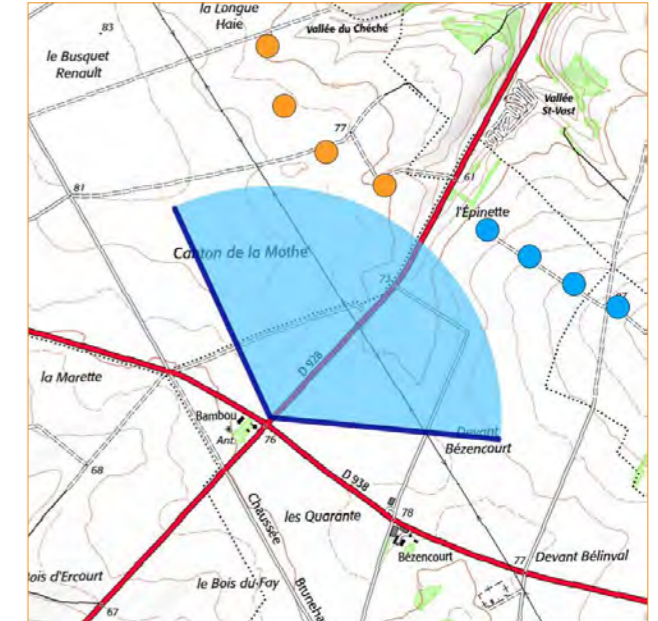 la Longue
Haie
83
Vallée du Chéché
le Busquet
Renault
Vallée
St-Vast
77
61
81
l'Épinette
Canton de la Mothe
73
97
D 928
la Marette
Bambou
Ant.
76
Devant
Bézencourt
68
D 938
Chaussée
les Quarante
78
Bézencourt
77
Devant Bélinval
Bois d'Ercourt
le Bois du Fay
Bruneha
67